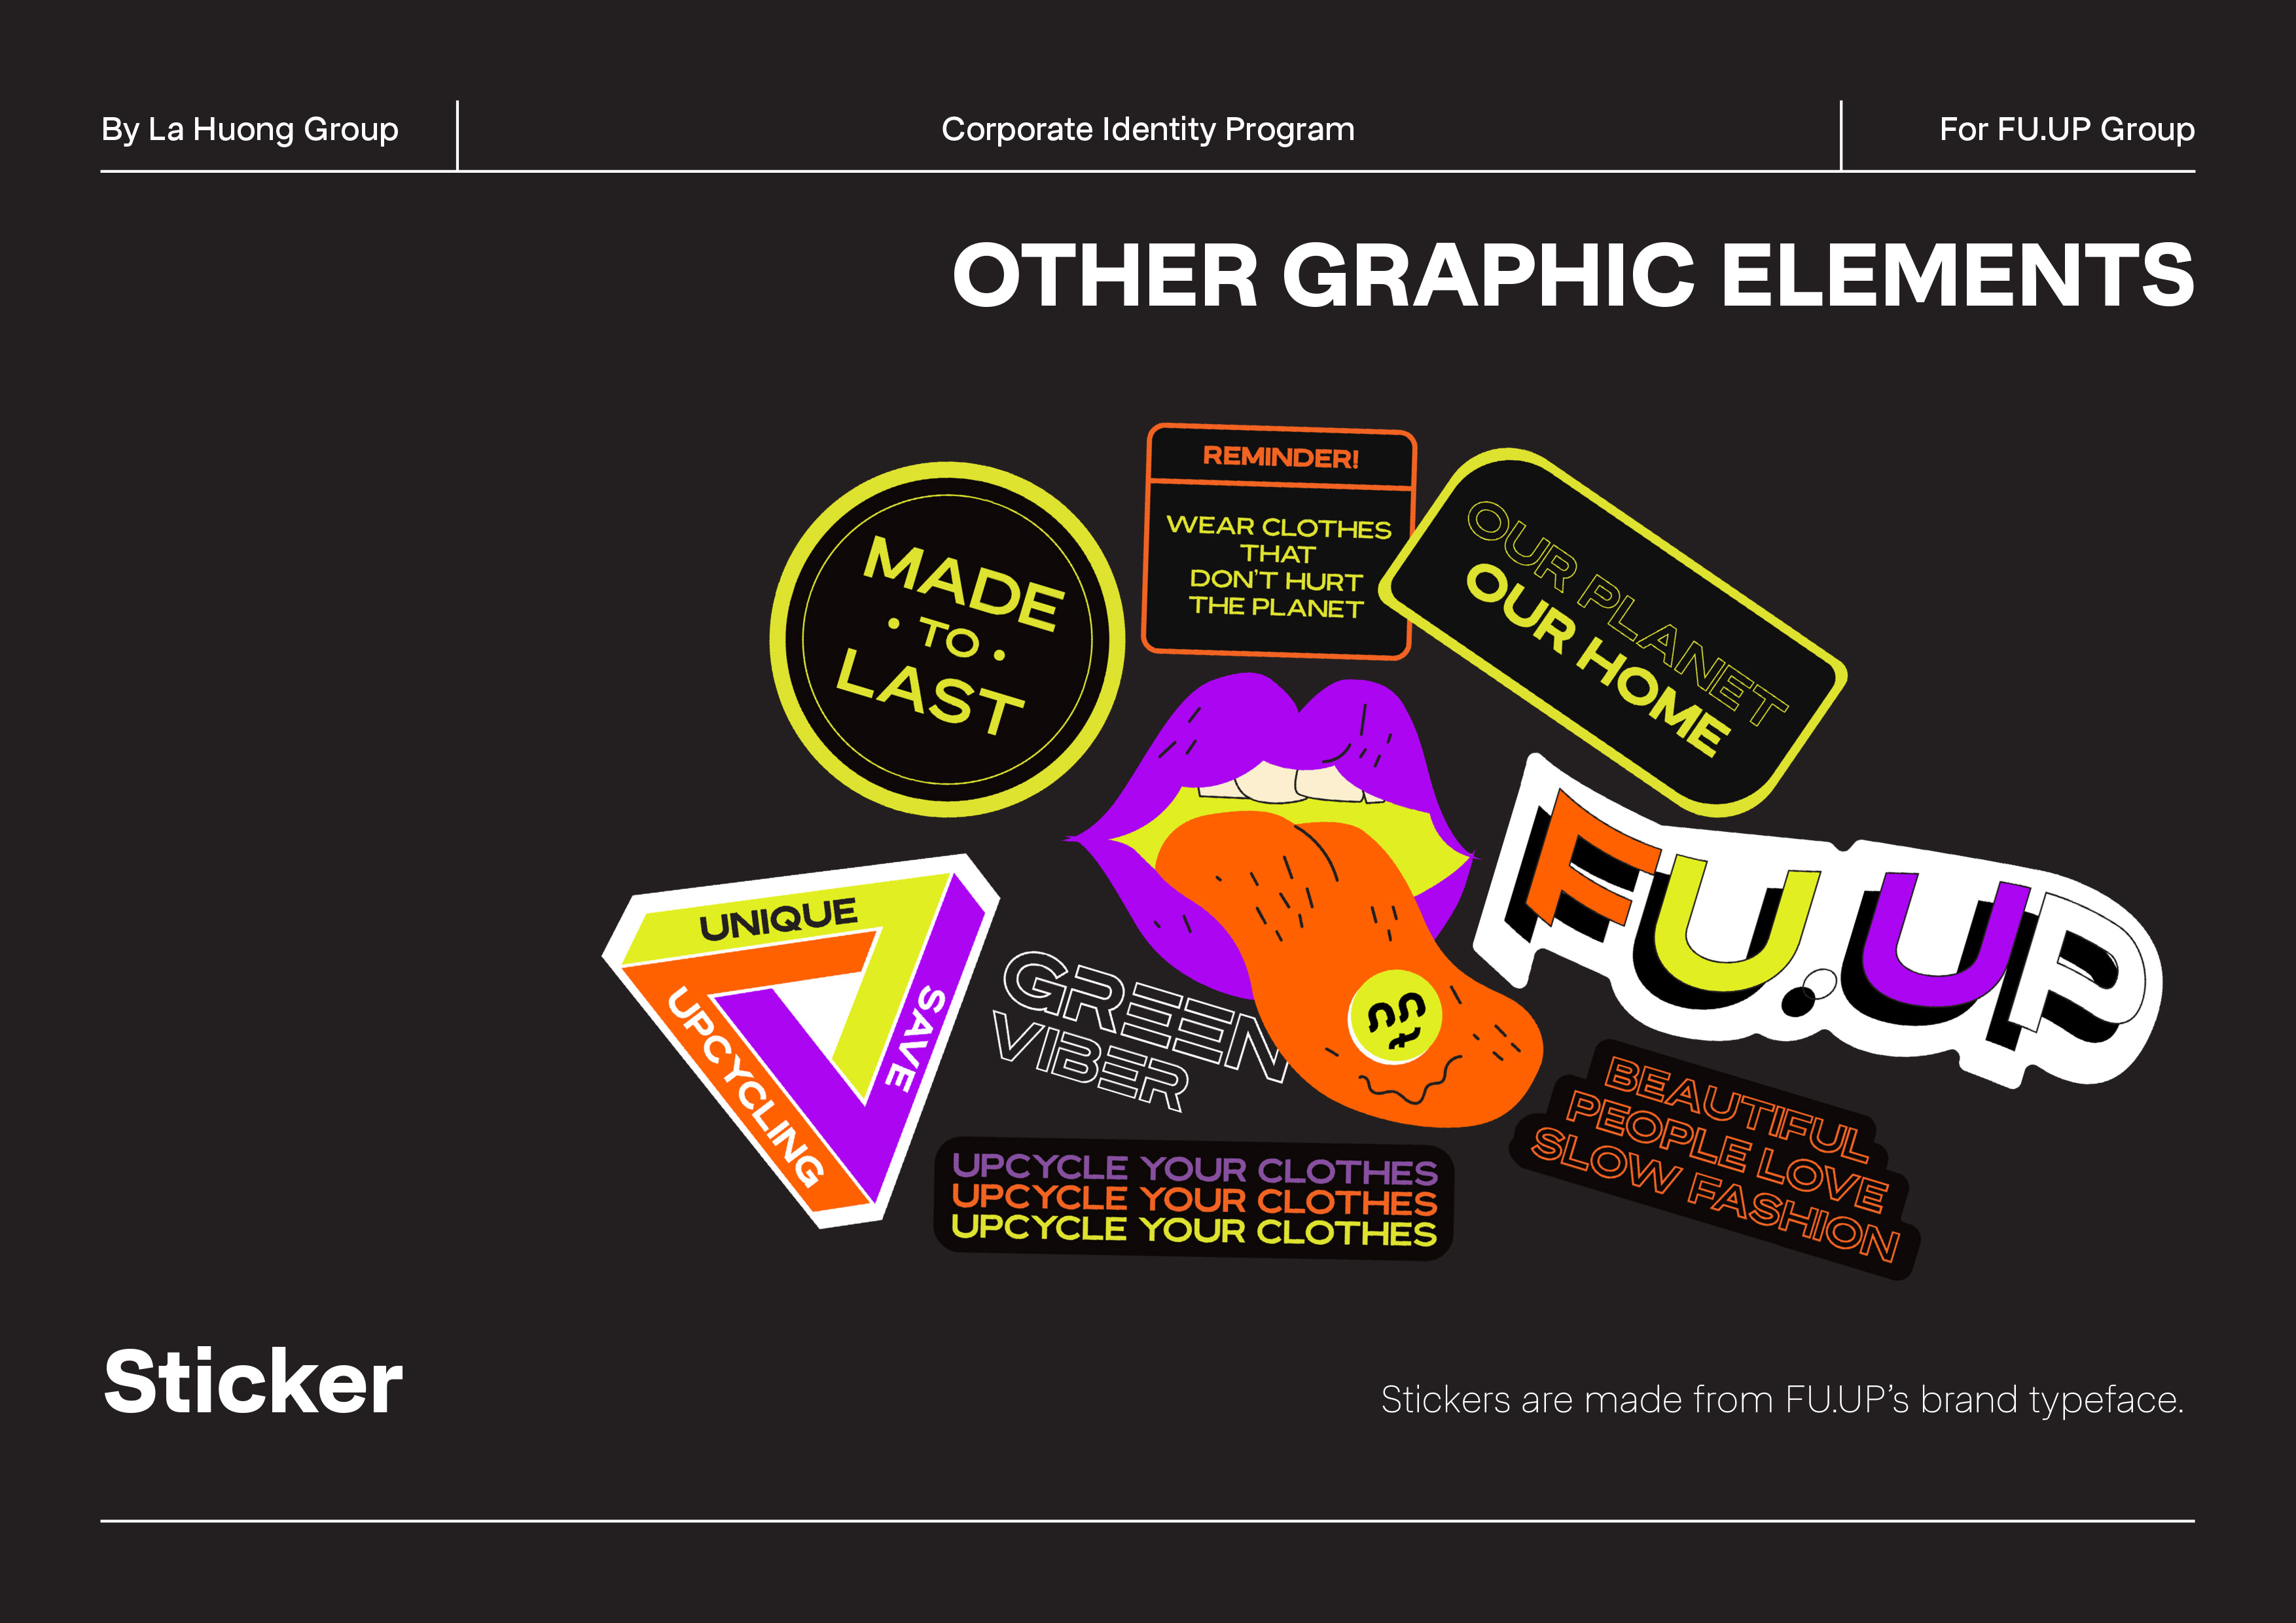 By La Huong Group
Corporate Identity Program
For FU.UP Group
OTHER GRAPHIC ELEMENTS
MADE
• TO •
LAST
REMINDER!
WEAR CLOTHES
THAT
DON'T HURT
THE PLANET
OUR PLANET
OUR HOME
FU.UP
UNIQUE
SAVE
UPCYCLING
GREEN
VIBER
UPCYCLE YOUR CLOTHES
UPCYCLE YOUR CLOTHES
UPCYCLE YOUR CLOTHES
BEAUTIFUL
PEOPLE LOVE
SLOW FASHION
Sticker
Stickers are made from FU.UP’s brand typeface.